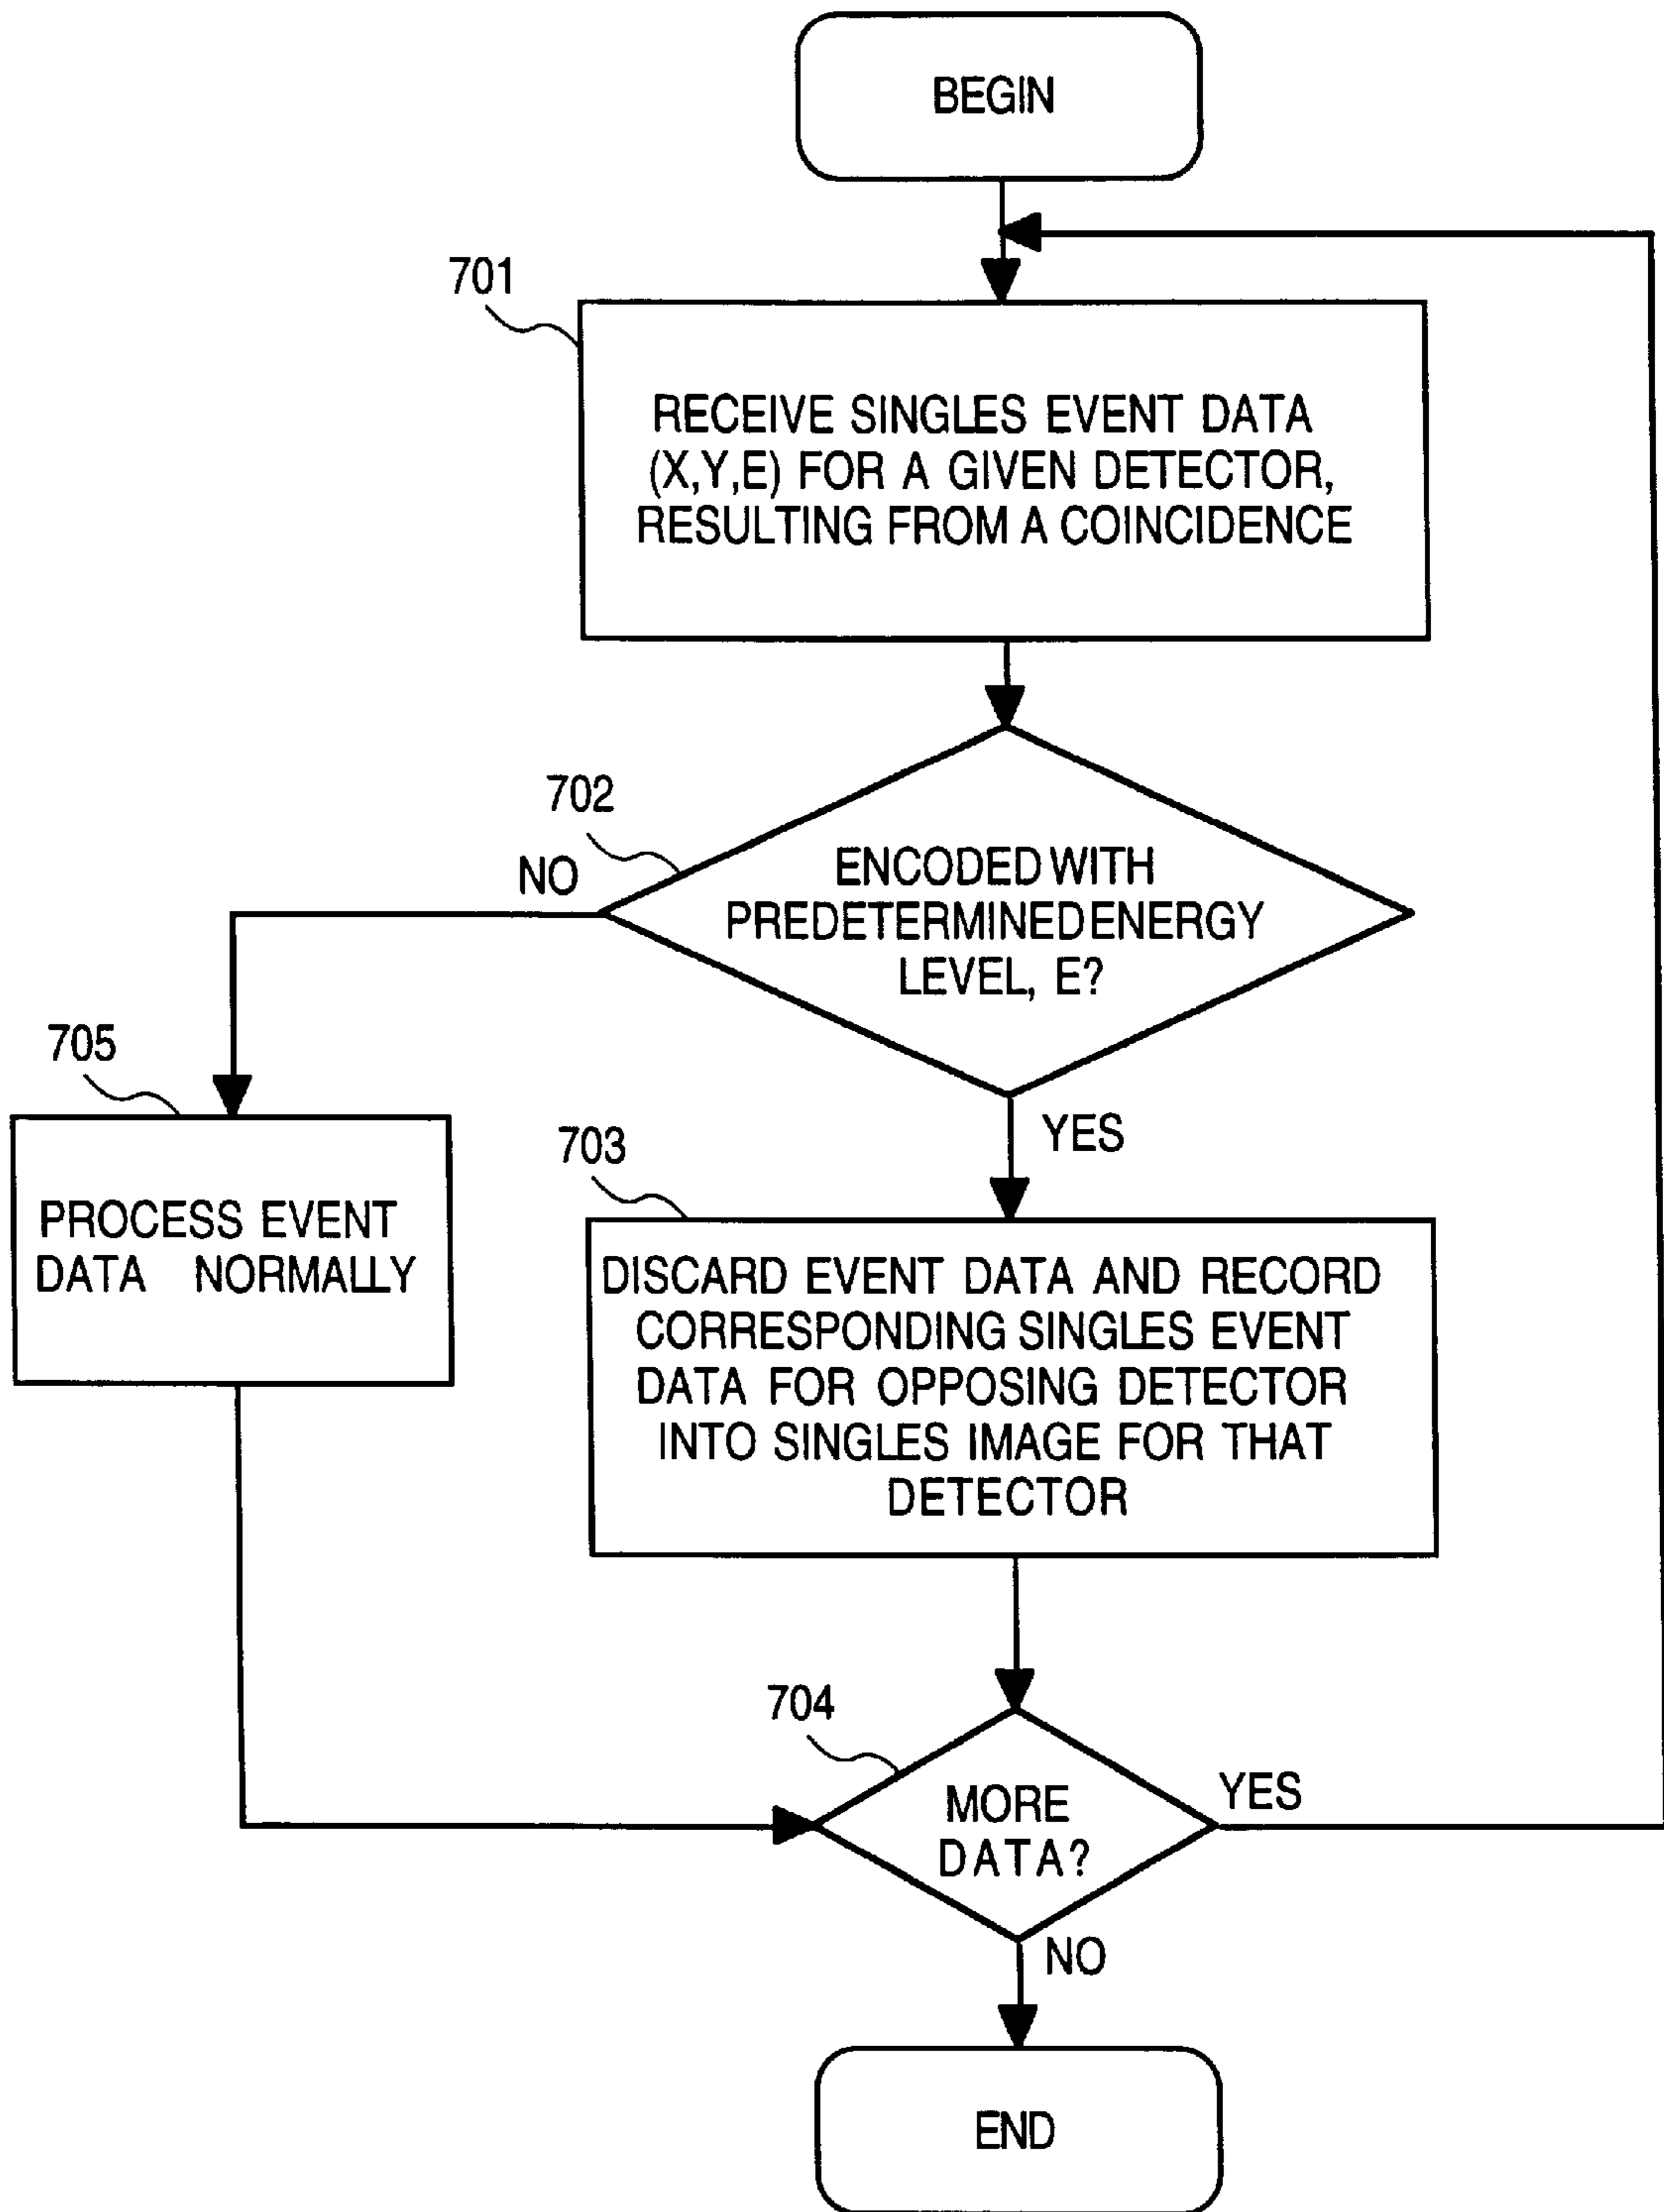 BEGIN
701
RECEIVE SINGLES EVENT DATA
(X,Y,E) FOR A GIVEN DETECTOR,
RESULTING FROM A COINCIDENCE
702
NO
ENCODED WITH
PREDETERMINED ENERGY
LEVEL, E?
YES
705
PROCESS EVENT
DATA NORMALLY
703
DISCARD EVENT DATA AND RECORD
CORRESPONDING SINGLES EVENT
DATA FOR OPPOSING DETECTOR
INTO SINGLES IMAGE FOR THAT
DETECTOR
704
MORE
DATA?
YES
NO
END